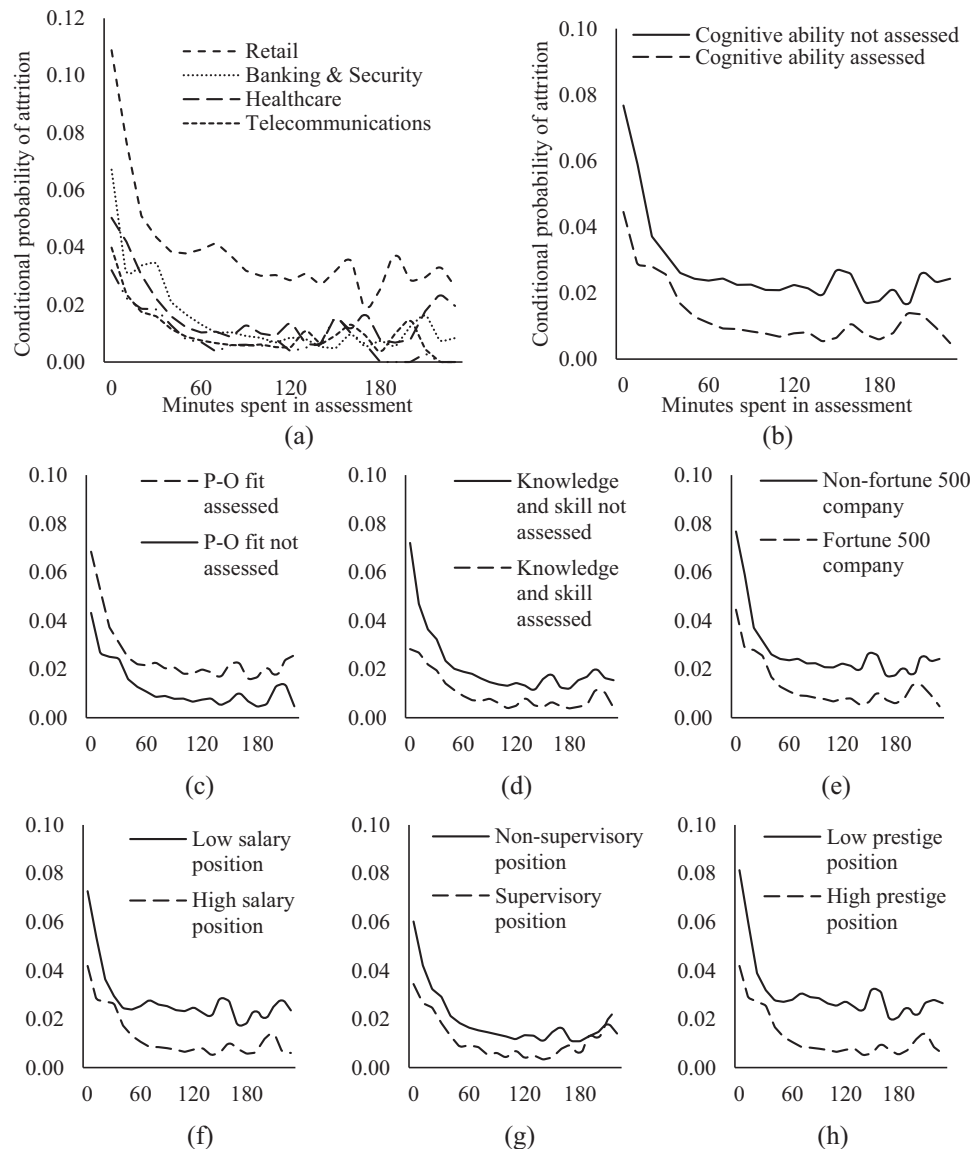 0.12
0.10
0.08
0.06
0.04
0.02
0.00
Conditional probability of attrition
Retail
Banking & Security
Healthcare
Telecommunications
0 60 120 180
Minutes spent in assessment
(a)
0.10
0.08
0.06
0.04
0.02
0.00
Conditional probability of attrition
Cognitive ability not assessed
Cognitive ability assessed
0 60 120 180
Minutes spent in assessment
(b)
0.10
0.08
0.06
0.04
0.02
0.00
P-O fit
assessed
P-O fit not
assessed
0 60 120 180
(c)
0.10
0.08
0.06
0.04
0.02
0.00
Knowledge
and skill not
assessed
Knowledge
and skill
assessed
0 60 120 180
(d)
0.10
0.08
0.06
0.04
0.02
0.00
Non-fortune 500
company
Fortune 500
company
0 60 120 180
(e)
0.10
0.08
0.06
0.04
0.02
0.00
Low salary
position
High salary
position
0 60 120 180
(f)
0.10
0.08
0.06
0.04
0.02
0.00
Non-supervisory
position
Supervisory
position
0 60 120 180
(g)
0.10
0.08
0.06
0.04
0.02
0.00
Low prestige
position
High prestige
position
0 60 120 180
(h)